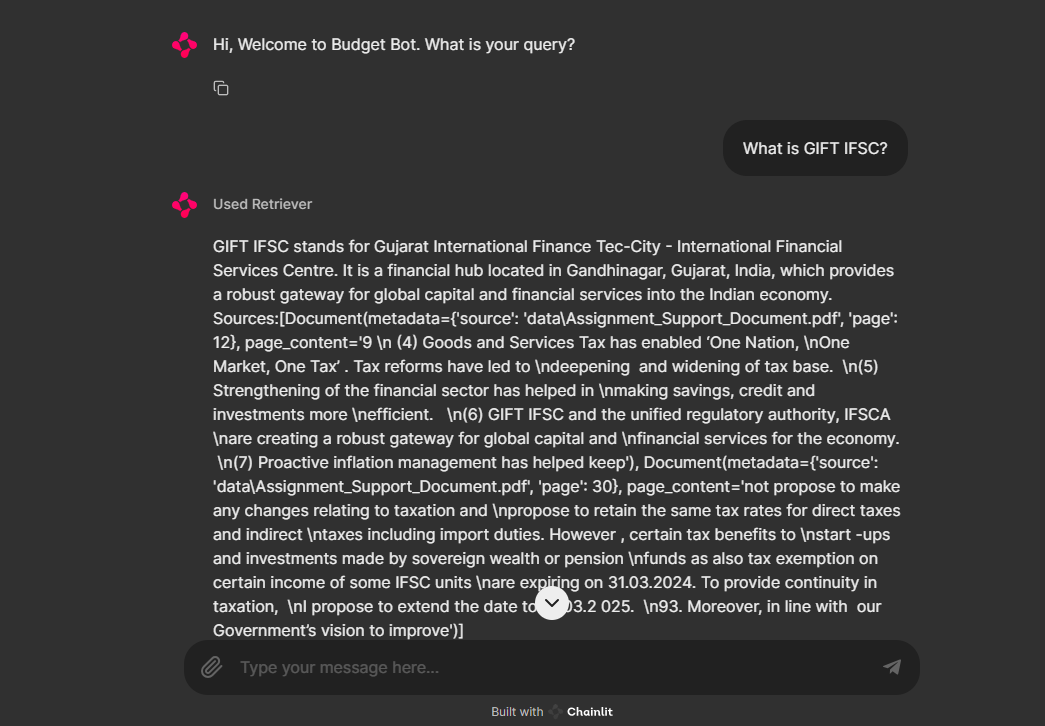 Hi, Welcome to Budget Bot. What is your query?
What is GIFT IFSC?
Used Retriever
GIFT IFSC stands for Gujarat International Finance Tec-City - International Financial
Services Centre. It is a financial hub located in Gandhinagar, Gujarat, India, which provides
a robust gateway for global capital and financial services into the Indian economy.
Sources:[Document(metadata={'source': 'data\Assignment_Support_Document.pdf', 'page':
12}, page_content='9 \n (4) Goods and Services Tax has enabled ‘One Nation, \nOne
Market, One Tax’ . Tax reforms have led to \ndeepening  and widening of tax base.  \n(5)
Strengthening of the financial sector has helped in \nmaking savings, credit and
investments more \nefficient.   \n(6) GIFT IFSC and the unified regulatory authority, IFSCA
\nare creating a robust gateway for global capital and \nfinancial services for the economy.
\n(7) Proactive inflation management has helped keep'), Document(metadata={'source':
'data\Assignment_Support_Document.pdf', 'page': 30}, page_content='not propose to make
any changes relating to taxation and \npropose to retain the same tax rates for direct taxes
and indirect \ntaxes including import duties. However , certain tax benefits to \nstart -ups
and investments made by sovereign wealth or pension \nfunds as also tax exemption on
certain income of some IFSC units \nare expiring on 31.03.2024. To provide continuity in
taxation,  \nI propose to extend the date to 03.2 025.  \n93. Moreover, in line with  our
Government’s vision to improve')]
Type your message here...
Built with Chainlit